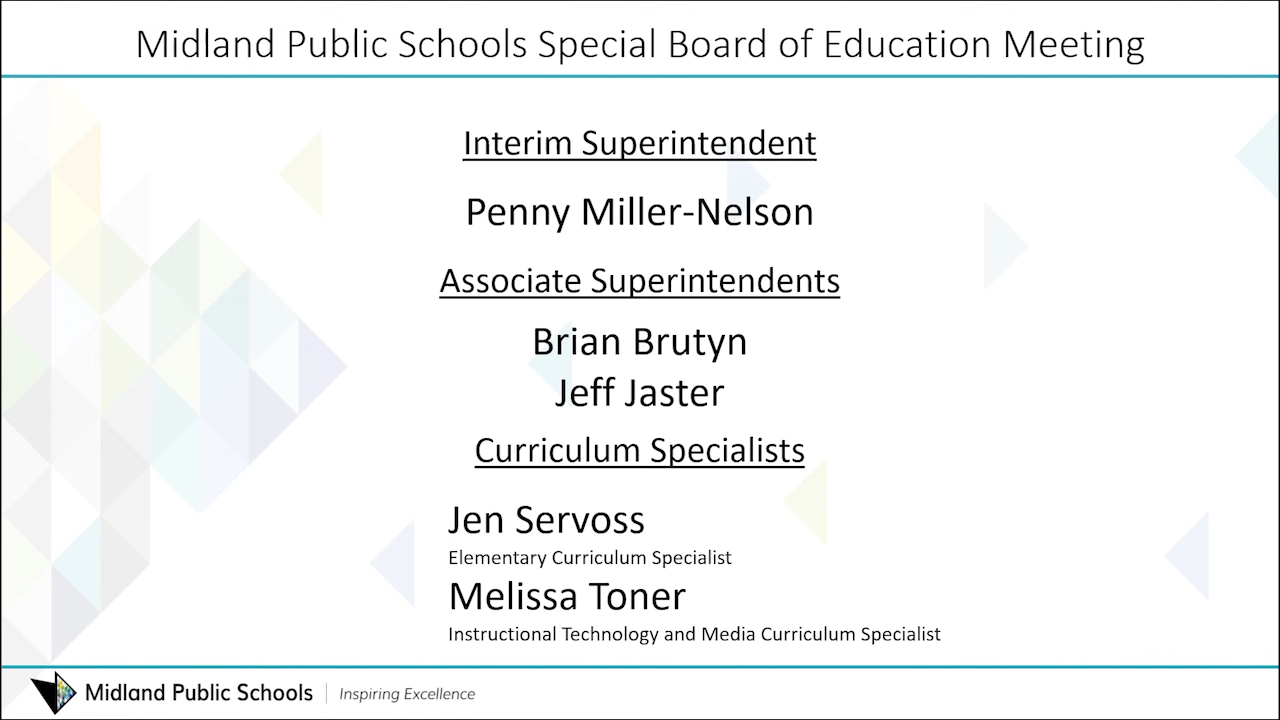 Midland Public Schools Special Board of Education Meeting
Interim Superintendent
Penny Miller-Nelson
Associate Superintendents
Brian Brutyn
Jeff Jaster
Curriculum Specialists
Jen Servoss
Elementary Curriculum Specialist
Melissa Toner
Instructional Technology and Media Curriculum Specialist
Midland Public Schools | Inspiring Excellence